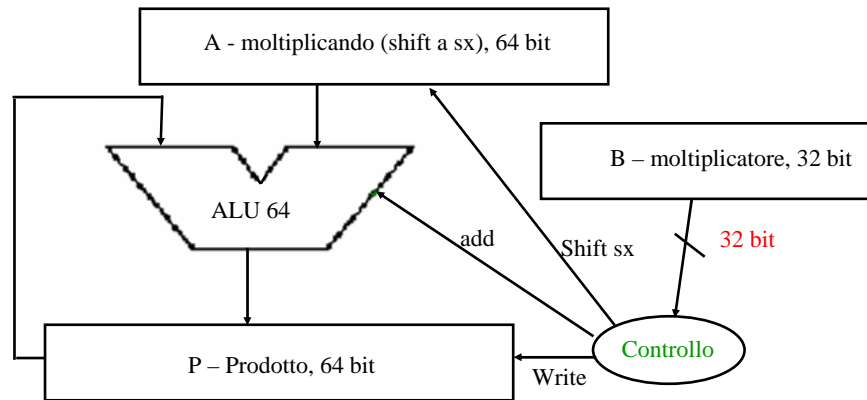 A - moltiplicando (shift a sx), 64 bit
B – moltiplicatore, 32 bit
ALU 64
add
Shift sx
32 bit
P – Prodotto, 64 bit
Controllo
Write